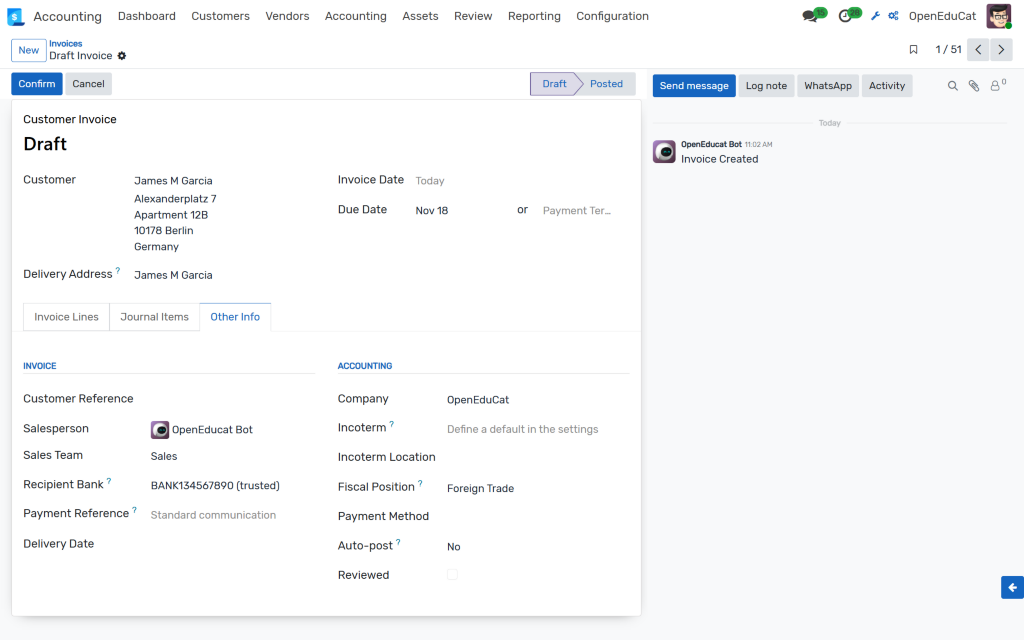 Accounting Dashboard Customers Vendors Accounting Assets Review Reporting Configuration 15 28 OpenEduCat
New Invoices
Draft Invoice 1 / 51
Confirm Cancel Draft Posted Send message Log note WhatsApp Activity 0
Customer Invoice
Draft
Customer James M Garcia
Alexanderplatz 7
Apartment 12B
10178 Berlin
Germany
Delivery Address ? James M Garcia
Invoice Date Today
Due Date Nov 18 or Payment Ter...
Invoice Lines Journal Items Other Info
INVOICE
Customer Reference
Salesperson OpenEducat Bot
Sales Team Sales
Recipient Bank ? BANK134567890 (trusted)
Payment Reference ? Standard communication
Delivery Date
ACCOUNTING
Company OpenEduCat
Incoterm ? Define a default in the settings
Incoterm Location
Fiscal Position ? Foreign Trade
Payment Method
Auto-post ? No
Reviewed
Today
OpenEducat Bot 11:02 AM
Invoice Created